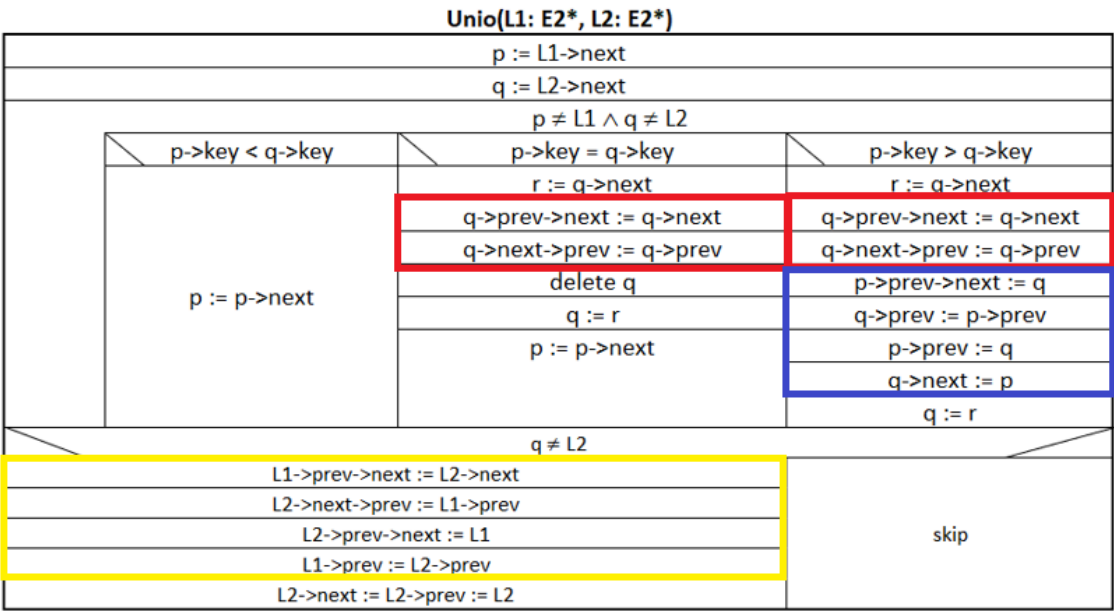 Unio(L1: E2*, L2: E2*)
p := L1->next
q := L2->next
p ≠ L1 ∧ q ≠ L2
p->key < q->key
p := p->next
p->key = q->key
r := q->next
q->prev->next := q->next
q->next->prev := q->prev
delete q
q := r
p := p->next
p->key > q->key
r := q->next
q->prev->next := q->next
q->next->prev := q->prev
p->prev->next := q
q->prev := p->prev
p->prev := q
q->next := p
q := r
q ≠ L2
L1->prev->next := L2->next
L2->next->prev := L1->prev
L2->prev->next := L1
L1->prev := L2->prev
L2->next := L2->prev := L2
skip